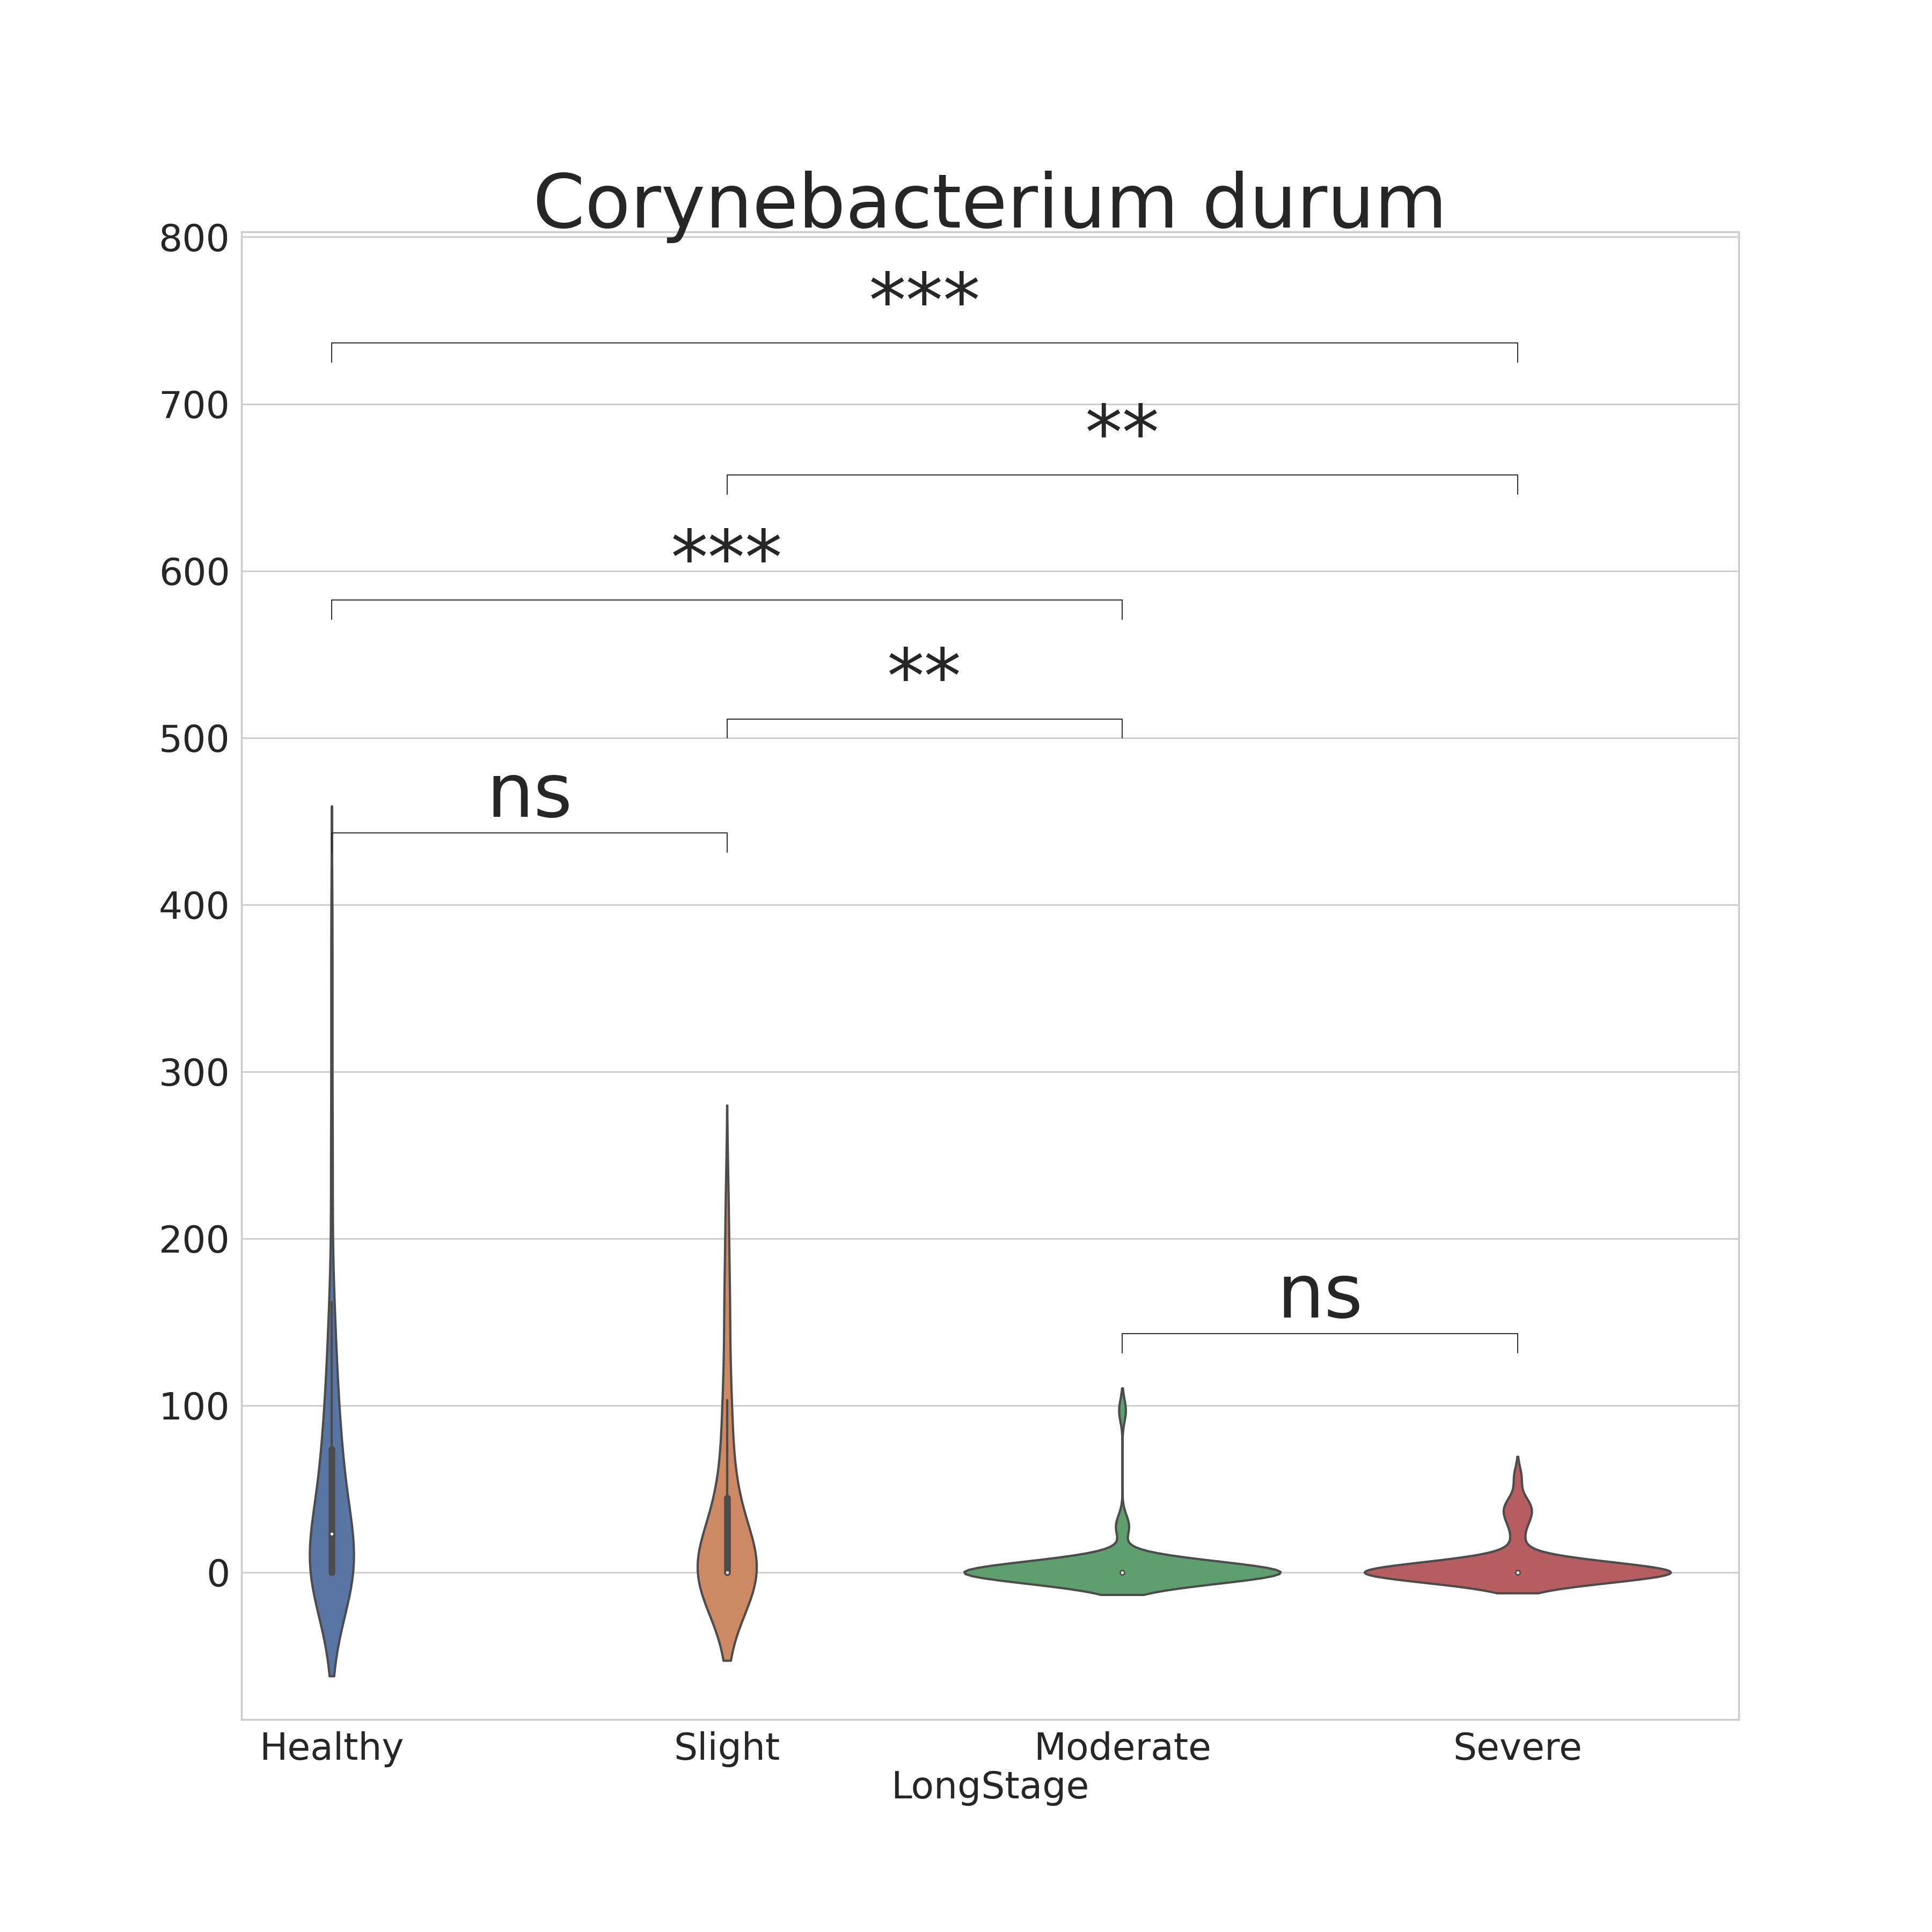 Corynebacterium durum
800
***
700
**
***
600
**
500
ns
400
300
200
ns
100
0
Healthy Slight Moderate Severe
LongStage